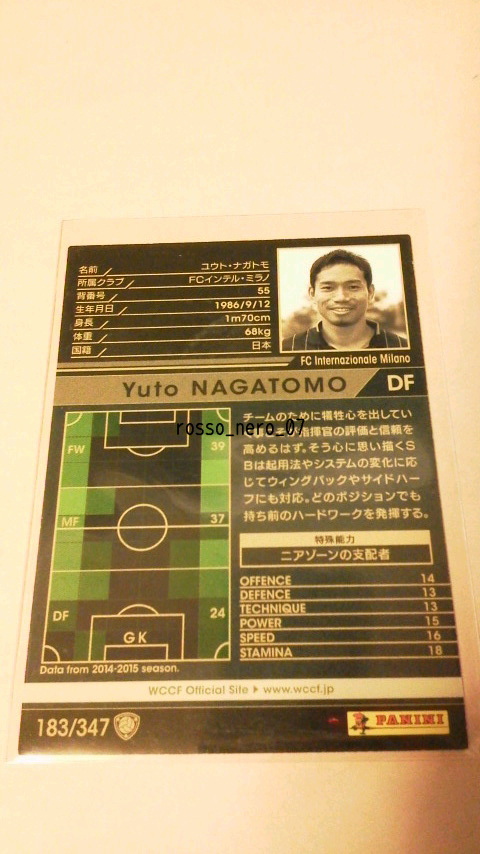 名前 ユウト・ナガトモ
所属クラブ FCインテル・ミラノ
背番号 55
生年月日 1986/9/12
身長 1m70cm
体重 68kg
国籍 日本
FC Internazionale Milano
Yuto NAGATOMO DF
チームのために犠牲心を出してい
指揮官の評価と信頼を
高めるはず。そう心に思い描くS
Bは起用法やシステムの変化に応
じてウィングバックやサイドハー
フにも対応。どのポジションでも
持ち前のハードワークを発揮する。
rosso_nero_07
FW 39
MF 37
DF 24
GK
Data from 2014-2015 season.
特殊能力
ニアゾーンの支配者
OFFENCE 14
DEFENCE 13
TECHNIQUE 13
POWER 15
SPEED 16
STAMINA 18
WCCF Official Site ▶ www.wccf.jp
183/347
PANINI